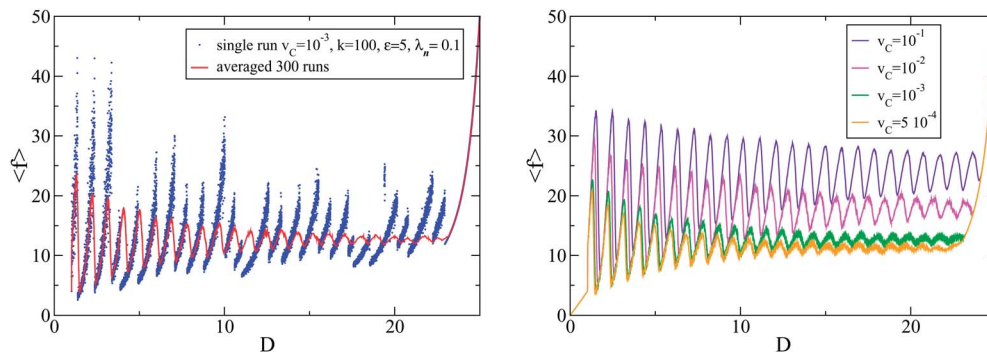 50
40
30
20
10
0
<f>
0
10
20
D
single run v_C=10^-3, k=100, ε=5, λ_n= 0.1
averaged 300 runs
50
40
30
20
10
0
<f>
0
10
20
D
v_C=10^-1
v_C=10^-2
v_C=10^-3
v_C=5 10^-4